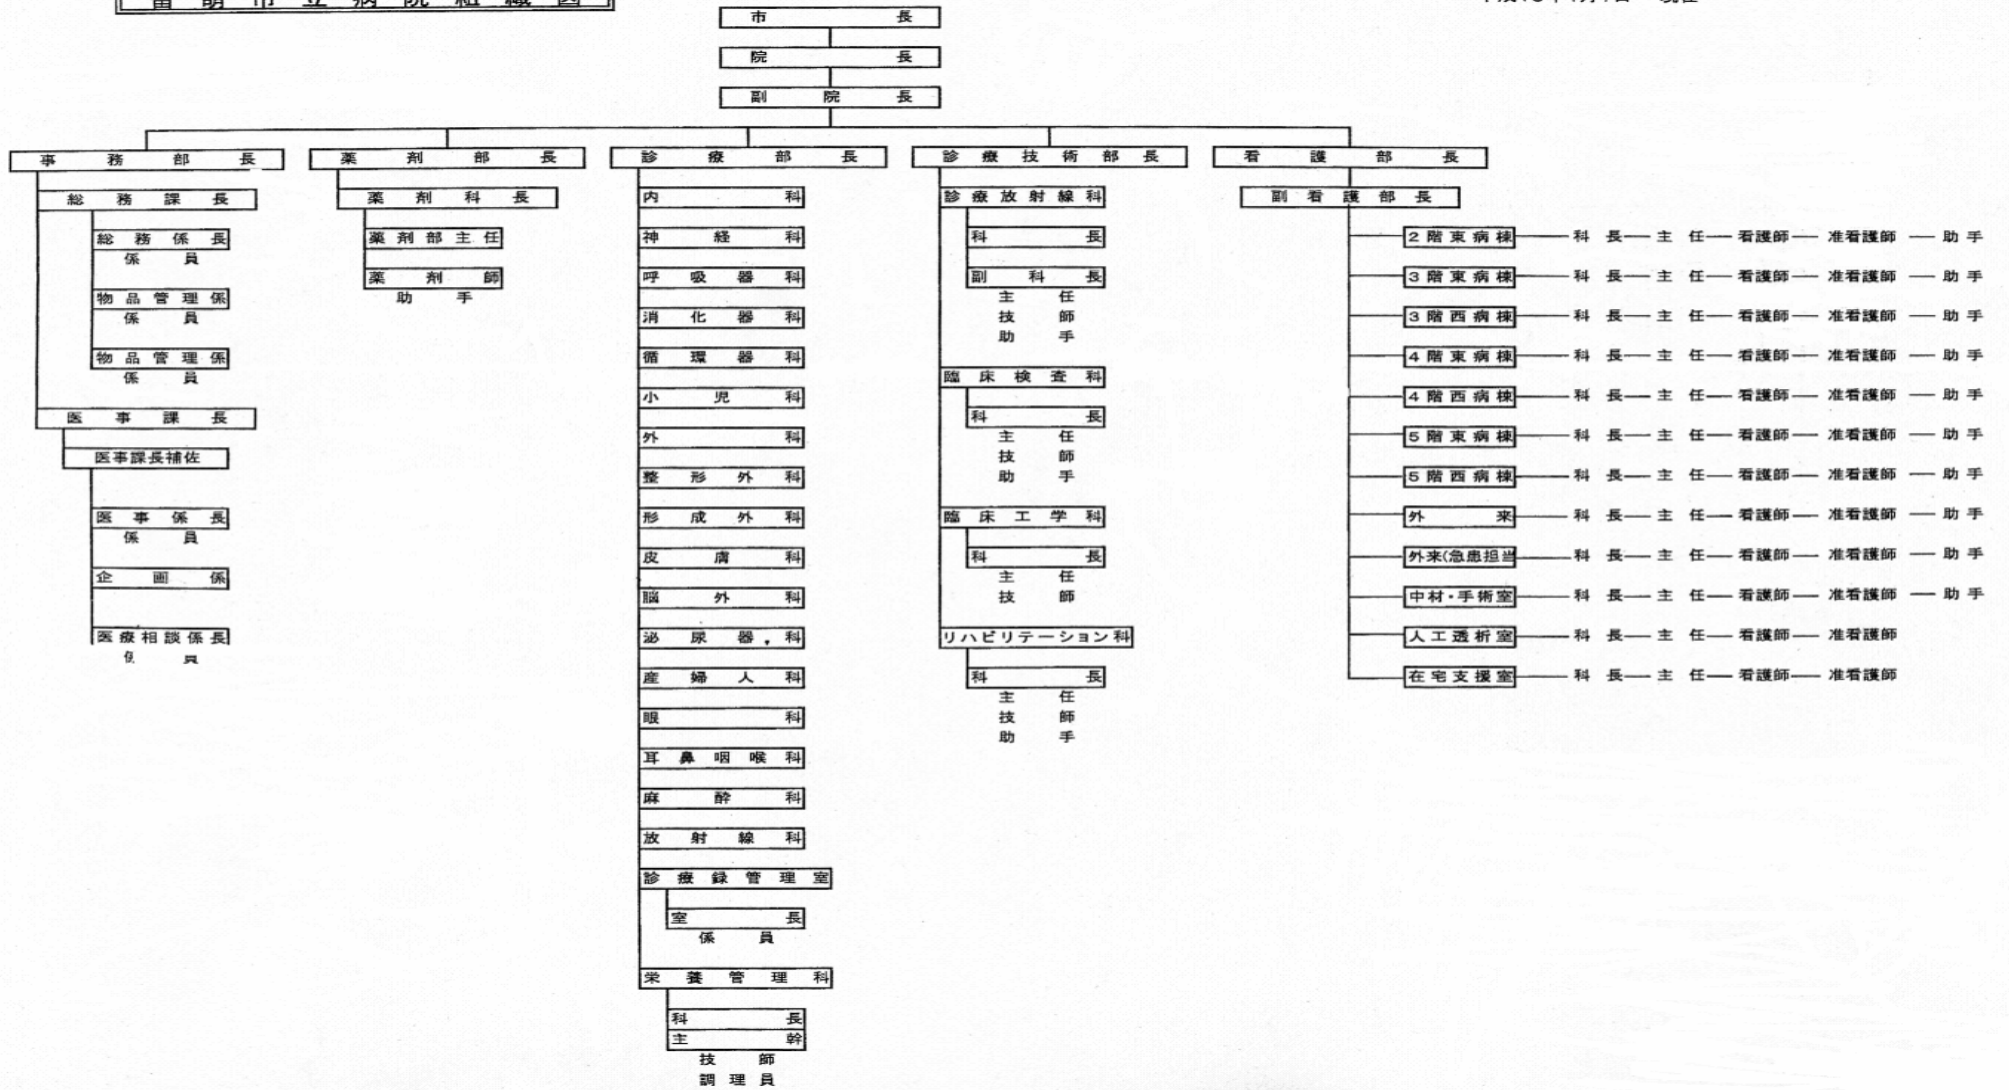 留萌市立病院組織図
現在
市長
院長
副院長
事務部長
総務課長
総務係長
係員
物品管理係
係員
物品管理係
係員
医事課長
医事課長補佐
医事係長
係員
企画係
医療相談係長
員
薬剤部長
薬剤科長
薬剤部主任
薬剤師
助手
診療部長
内科
神経科
呼吸器科
消化器科
循環器科
小児科
外科
整形外科
形成外科
皮膚科
脳外科
泌尿器科
産婦人科
眼科
耳鼻咽喉科
麻酔科
放射線科
診療録管理室
室長
係員
栄養管理科
科長
主幹
技師
調理員
診療技術部長
診療放射線科
科長
副科長
主任
技師
助手
臨床検査科
科長
主任
技師
助手
臨床工学科
科長
主任
技師
リハビリテーション科
科長
主任
技師
助手
看護部長
副看護部長
2階東病棟 科長 主任 看護師 准看護師 助手
3階東病棟 科長 主任 看護師 准看護師 助手
3階西病棟 科長 主任 看護師 准看護師 助手
4階東病棟 科長 主任 看護師 准看護師 助手
4階西病棟 科長 主任 看護師 准看護師 助手
5階東病棟 科長 主任 看護師 准看護師 助手
5階西病棟 科長 主任 看護師 准看護師 助手
外来 科長 主任 看護師 准看護師 助手
外来(急患担当 科長 主任 看護師 准看護師 助手
中材・手術室 科長 主任 看護師 准看護師 助手
人工透析室 科長 主任 看護師 准看護師
在宅支援室 科長 主任 看護師 准看護師